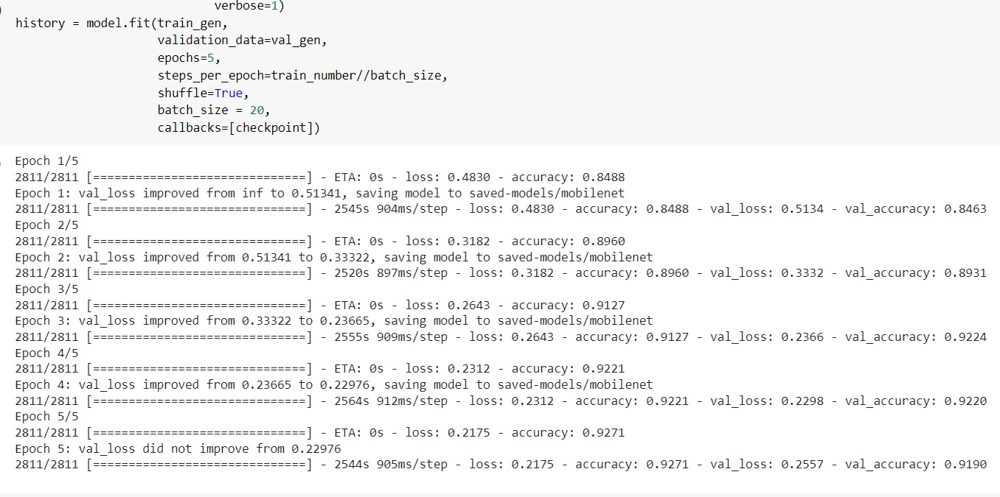 verbose=1)
history = model.fit(train_gen,
validation_data=val_gen,
epochs=5,
steps_per_epoch=train_number//batch_size,
shuffle=True,
batch_size = 20,
callbacks=[checkpoint])
Epoch 1/5
2811/2811 [==============================] - ETA: 0s - loss: 0.4830 - accuracy: 0.8488
Epoch 1: val_loss improved from inf to 0.51341, saving model to saved-models/mobilenet
2811/2811 [==============================] - 2545s 904ms/step - loss: 0.4830 - accuracy: 0.8488 - val_loss: 0.5134 - val_accuracy: 0.8463
Epoch 2/5
2811/2811 [==============================] - ETA: 0s - loss: 0.3182 - accuracy: 0.8960
Epoch 2: val_loss improved from 0.51341 to 0.33322, saving model to saved-models/mobilenet
2811/2811 [==============================] - 2520s 897ms/step - loss: 0.3182 - accuracy: 0.8960 - val_loss: 0.3332 - val_accuracy: 0.8931
Epoch 3/5
2811/2811 [==============================] - ETA: 0s - loss: 0.2643 - accuracy: 0.9127
Epoch 3: val_loss improved from 0.33322 to 0.23665, saving model to saved-models/mobilenet
2811/2811 [==============================] - 2555s 909ms/step - loss: 0.2643 - accuracy: 0.9127 - val_loss: 0.2366 - val_accuracy: 0.9224
Epoch 4/5
2811/2811 [==============================] - ETA: 0s - loss: 0.2312 - accuracy: 0.9221
Epoch 4: val_loss improved from 0.23665 to 0.22976, saving model to saved-models/mobilenet
2811/2811 [==============================] - 2564s 912ms/step - loss: 0.2312 - accuracy: 0.9221 - val_loss: 0.2298 - val_accuracy: 0.9220
Epoch 5/5
2811/2811 [==============================] - ETA: 0s - loss: 0.2175 - accuracy: 0.9271
Epoch 5: val_loss did not improve from 0.22976
2811/2811 [==============================] - 2544s 905ms/step - loss: 0.2175 - accuracy: 0.9271 - val_loss: 0.2557 - val_accuracy: 0.9190